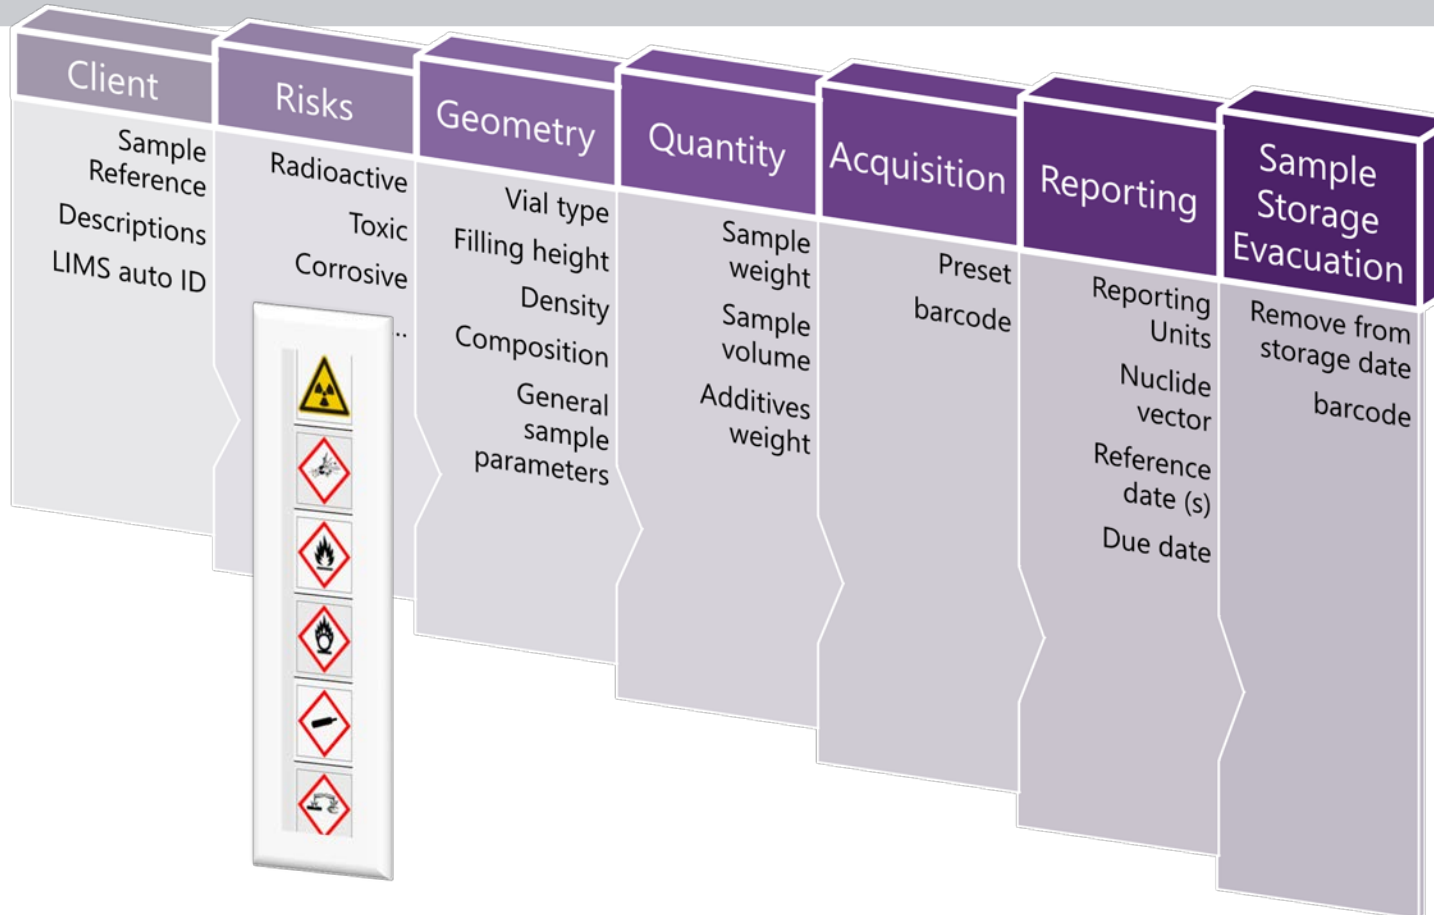 Client
Sample
Reference
Descriptions
LIMS auto ID
Risks
Radioactive
Toxic
Corrosive
..
Geometry
Vial type
Filling height
Density
Composition
General
sample
parameters
Quantity
Sample
weight
Sample
volume
Additives
weight
Acquisition
Preset
barcode
Reporting
Reporting
Units
Nuclide
vector
Reference
date (s)
Due date
Sample
Storage
Evacuation
Remove from
storage date
barcode